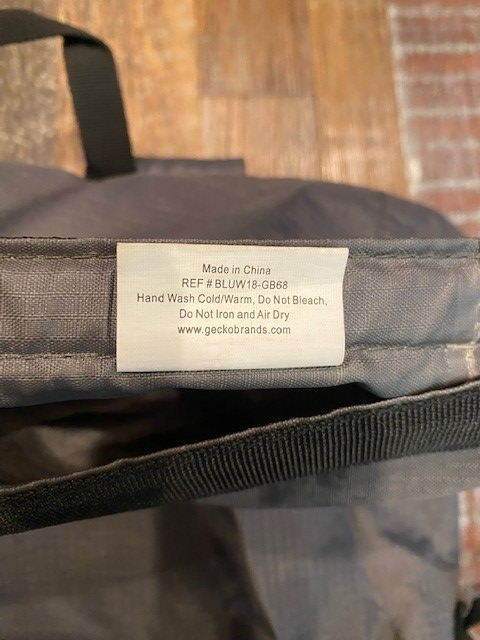 Made in China
REF # BLUW18-GB68
Hand Wash Cold/Warm, Do Not Bleach,
Do Not Iron and Air Dry
www.geckobrands.com